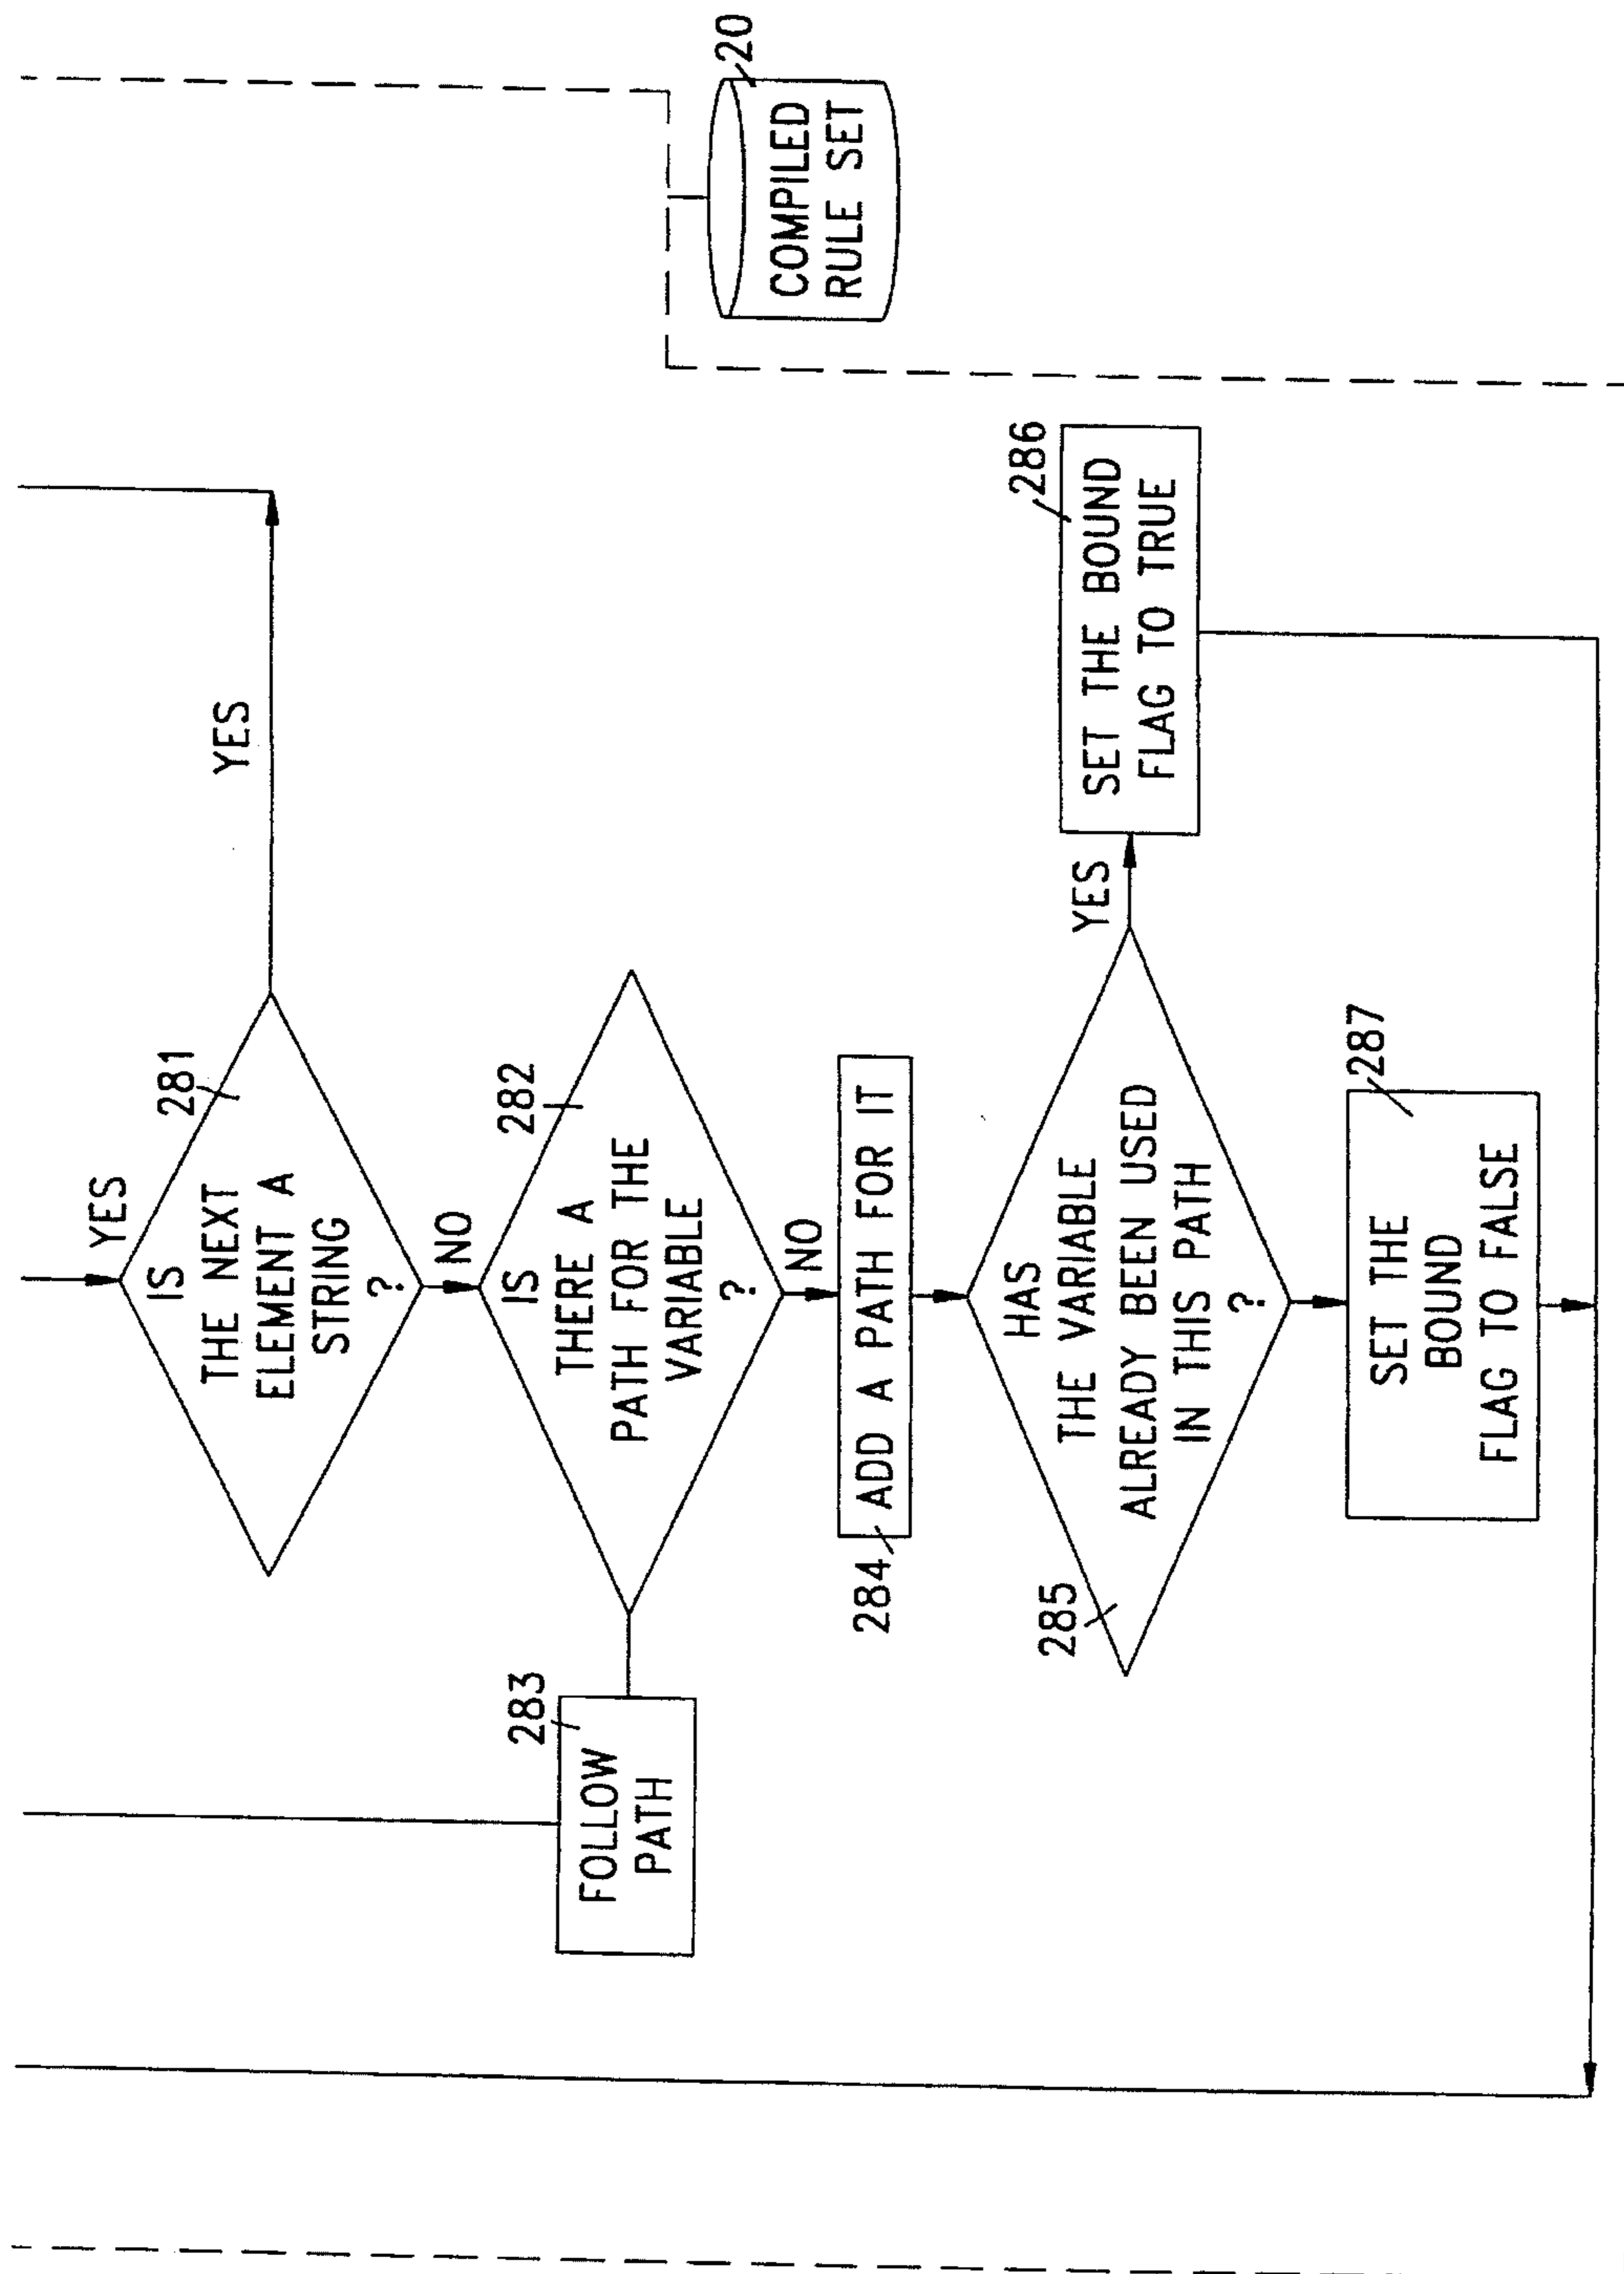 YES
281
IS
THE NEXT
ELEMENT A
STRING
?
YES
NO
282
IS
THERE A
PATH FOR THE
VARIABLE
?
283
FOLLOW
PATH
NO
284
ADD A PATH FOR IT
285
HAS
THE VARIABLE
ALREADY BEEN USED
IN THIS PATH
?
YES
286
SET THE BOUND
FLAG TO TRUE
287
SET THE
BOUND
FLAG TO FALSE
20
COMPILED
RULE SET